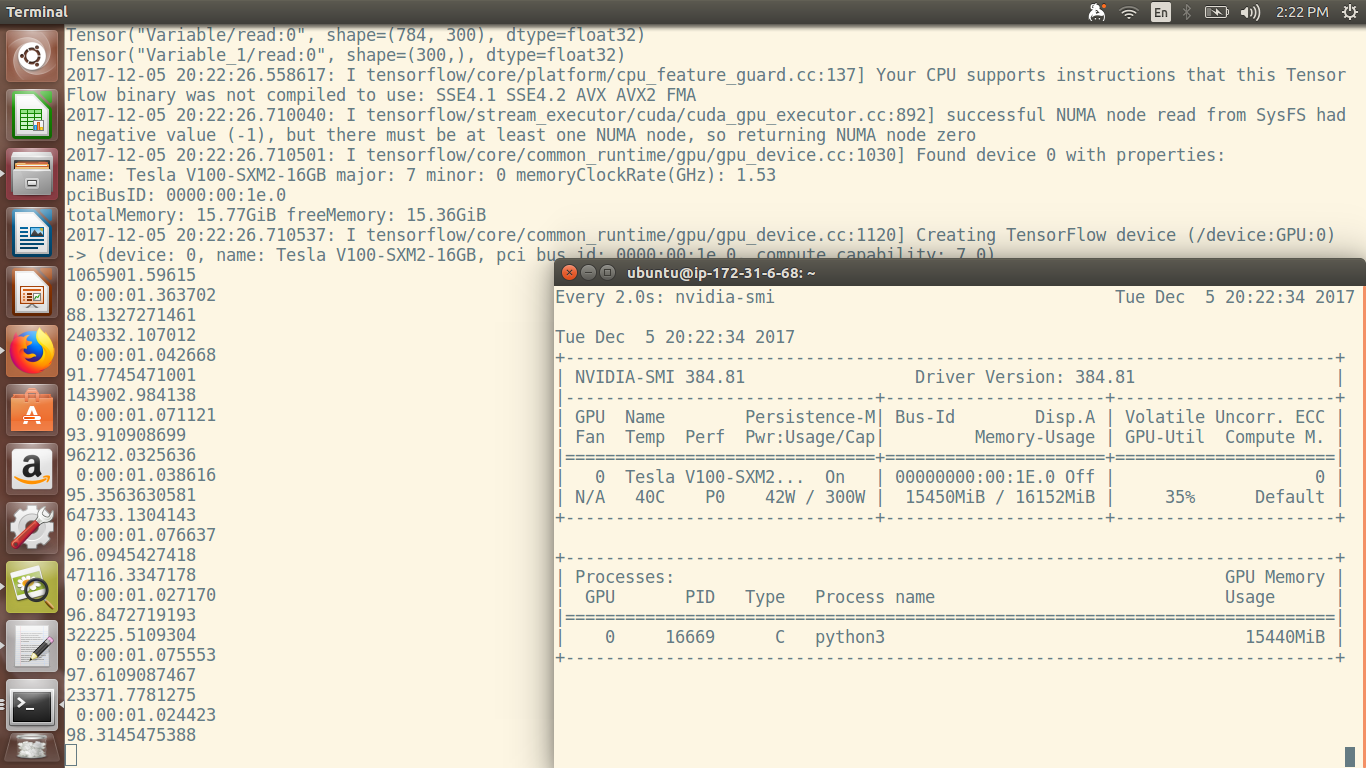 Terminal
En
2:22 PM
Tensor("Variable/read:0", shape=(784, 300), dtype=float32)
Tensor("Variable_1/read:0", shape=(300,), dtype=float32)
2017-12-05 20:22:26.558617: I tensorflow/core/platform/cpu_feature_guard.cc:137] Your CPU supports instructions that this Tensor
Flow binary was not compiled to use: SSE4.1 SSE4.2 AVX AVX2 FMA
2017-12-05 20:22:26.710040: I tensorflow/stream_executor/cuda/cuda_gpu_executor.cc:892] successful NUMA node read from SysFS had
negative value (-1), but there must be at least one NUMA node, so returning NUMA node zero
2017-12-05 20:22:26.710501: I tensorflow/core/common_runtime/gpu/gpu_device.cc:1030] Found device 0 with properties:
name: Tesla V100-SXM2-16GB major: 7 minor: 0 memoryClockRate(GHz): 1.53
pciBusID: 0000:00:1e.0
totalMemory: 15.77GiB freeMemory: 15.36GiB
2017-12-05 20:22:26.710537: I tensorflow/core/common_runtime/gpu/gpu_device.cc:1120] Creating TensorFlow device (/device:GPU:0)
-> (device: 0, name: Tesla V100-SXM2-16GB, pci bus id: 0000:00:1e.0, compute capability: 7.0)
1065901.59615
0:00:01.363702
88.1327271461
240332.107012
0:00:01.042668
91.7745471001
143902.984138
0:00:01.071121
93.910908699
96212.0325636
0:00:01.038616
95.3563630581
64733.1304143
0:00:01.076637
96.0945427418
47116.3347178
0:00:01.027170
96.8472719193
32225.5109304
0:00:01.075553
97.6109087467
23371.7781275
0:00:01.024423
98.3145475388
ubuntu@ip-172-31-6-68: ~
Every 2.0s: nvidia-smi Tue Dec  5 20:22:34 2017
Tue Dec  5 20:22:34 2017
+-----------------------------------------------------------------------------+
| NVIDIA-SMI 384.81                 Driver Version: 384.81                    |
|-------------------------------+----------------------+----------------------+
| GPU  Name        Persistence-M| Bus-Id        Disp.A | Volatile Uncorr. ECC |
| Fan  Temp  Perf  Pwr:Usage/Cap|         Memory-Usage | GPU-Util  Compute M. |
|===============================+======================+======================|
|   0  Tesla V100-SXM2...  On   | 00000000:00:1E.0 Off |                    0 |
| N/A   40C    P0    42W / 300W |  15450MiB / 16152MiB |     35%      Default |
+-------------------------------+----------------------+----------------------+
+-----------------------------------------------------------------------------+
| Processes:                                                       GPU Memory |
|  GPU       PID   Type   Process name                             Usage      |
|=============================================================================|
|    0     16669      C   python3                                    15440MiB |
+-----------------------------------------------------------------------------+